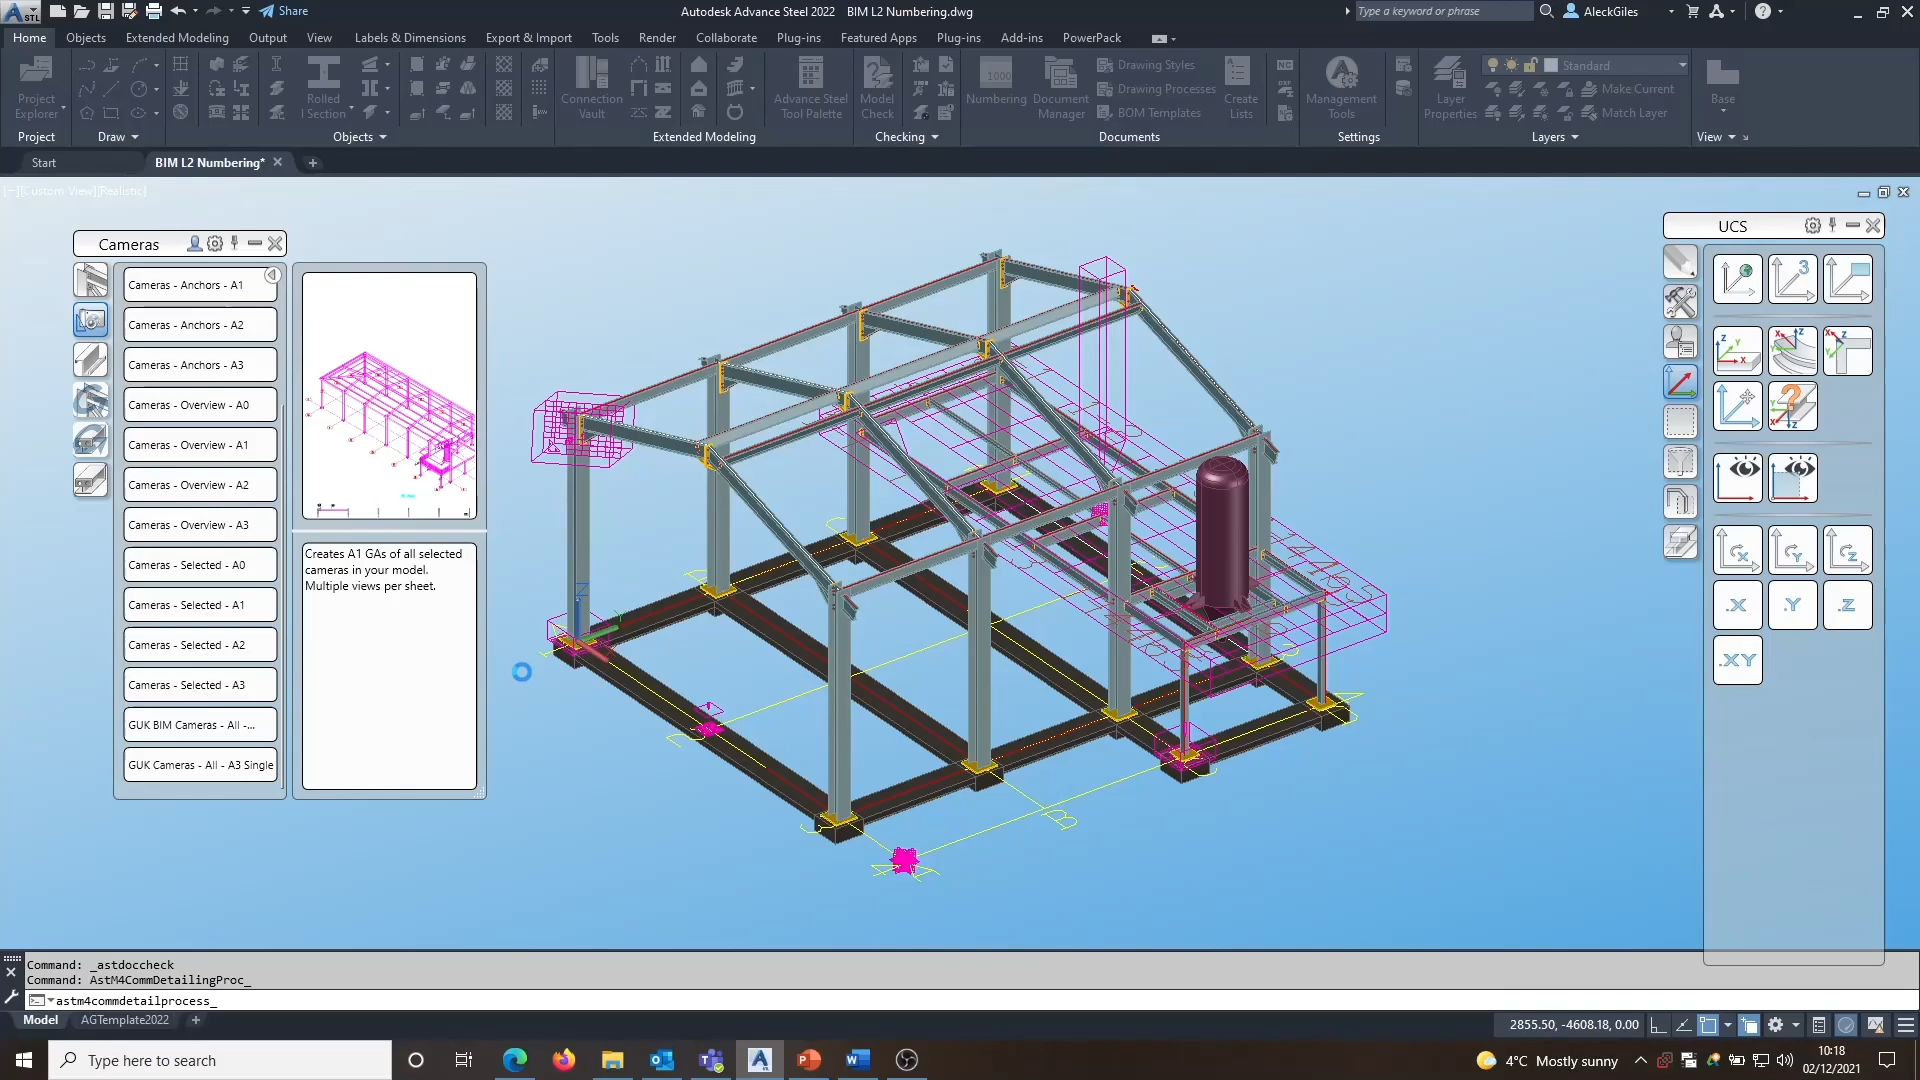 STL
Share
Autodesk Advance Steel 2022 BIM L2 Numbering.dwg
Type a keyword or phrase
AleckGiles
Home Objects Extended Modeling Output View Labels & Dimensions Export & Import Tools Render Collaborate Plug-ins Featured Apps Plug-ins Add-ins PowerPack
Project Explorer
Rolled I Section
Connection Vault
Advance Steel Tool Palette
Model Check
1000
Numbering
Document Manager
Drawing Styles
Drawing Processes
BOM Templates
Create Lists
NC
DXF
Management Tools
Layer Properties
Standard
Make Current
Match Layer
Base
Project Draw Objects Extended Modeling Checking Documents Settings Layers View
Start BIM L2 Numbering*
[−][Custom View][Realistic]
Cameras
Cameras - Anchors - A1
Cameras - Anchors - A2
Cameras - Anchors - A3
Cameras - Overview - A0
Cameras - Overview - A1
Cameras - Overview - A2
Cameras - Overview - A3
Cameras - Selected - A0
Cameras - Selected - A1
Cameras - Selected - A2
Cameras - Selected - A3
GUK BIM Cameras - All -...
GUK Cameras - All - A3 Single
Creates A1 GAs of all selected
cameras in your model.
Multiple views per sheet.
UCS
3
X Y Z
.X .Y .Z
.XY
B
Command: _astdoccheck
Command: AstM4CommDetailingProc_
astm4commdetailprocess_
Model AGTemplate2022
2855.50, -4608.18, 0.00
Type here to search
4°C Mostly sunny
10:18
02/12/2021